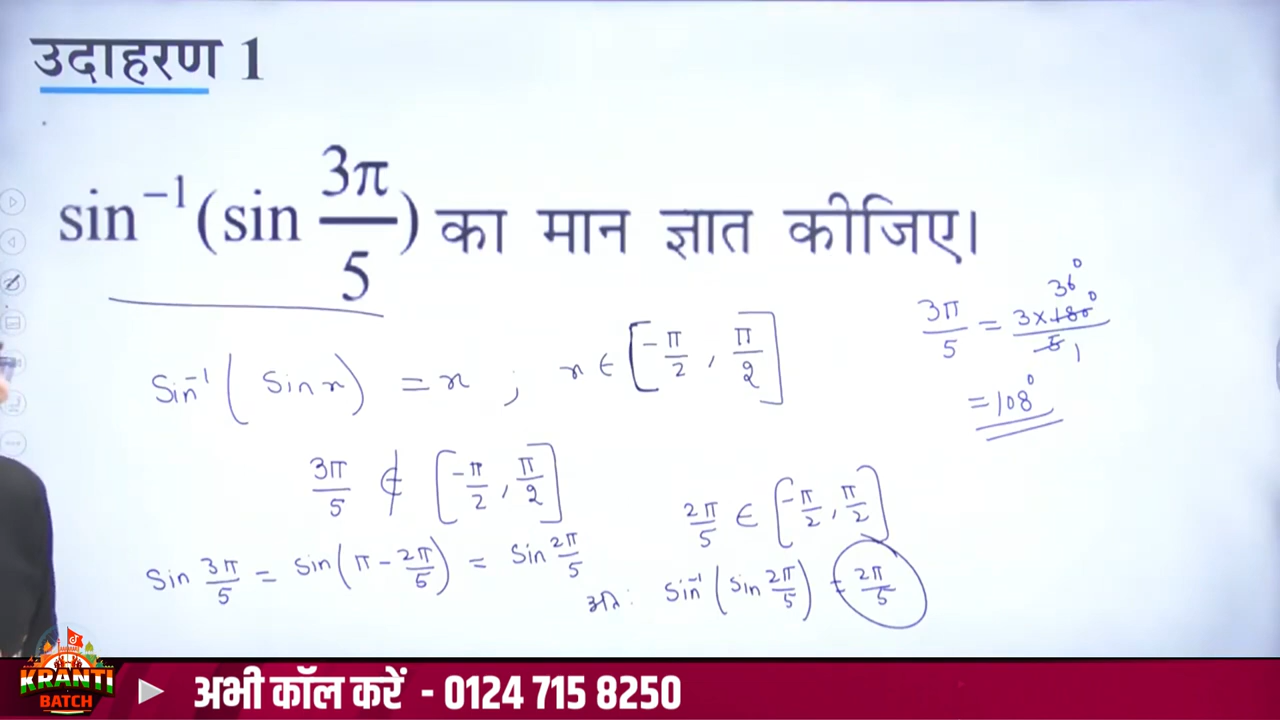 उदाहरण 1
sin⁻¹(sin 3π/5) का मान ज्ञात कीजिए।
3π/5 = 3×180°/5 36° 1
= 108°
Sin⁻¹(Sin x) = x ; x ∈ [-π/2, π/2]
3π/5 ∉ [-π/2, π/2]
2π/5 ∈ [-π/2, π/2]
Sin 3π/5 = Sin(π - 2π/5) = Sin 2π/5
अतः Sin⁻¹(Sin 2π/5) = 2π/5
KRANTI
BATCH
अभी कॉल करें - 0124 715 8250